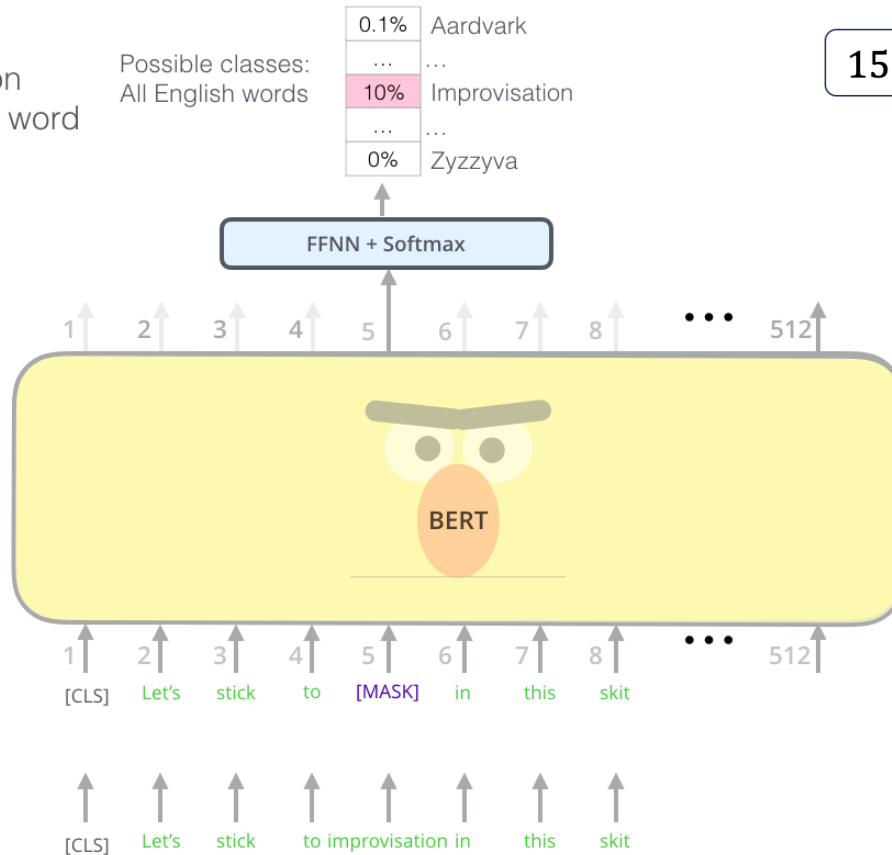 0.1% Aardvark
Possible classes: ... ...
All English words 10% Improvisation
... ...
0% Zyzzyva
on
word
15
FFNN + Softmax
1 2 3 4 5 6 7 8 ... 512
BERT
1 2 3 4 5 6 7 8 ... 512
[CLS] Let's stick to [MASK] in this skit
[CLS] Let's stick to improvisation in this skit